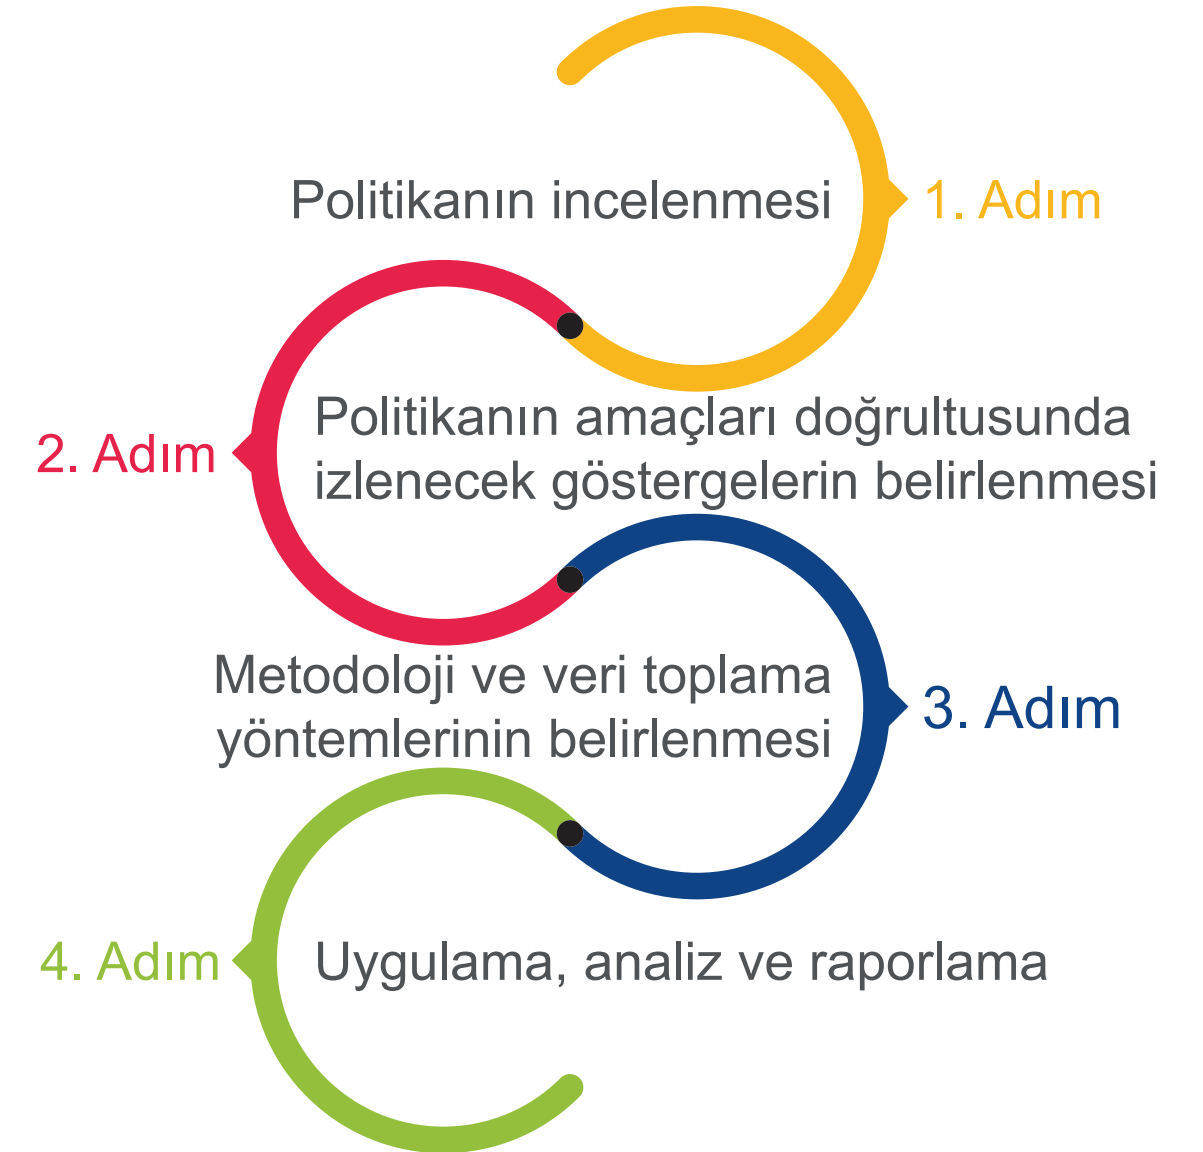 Politikanın incelenmesi
1. Adım
2. Adım
Politikanın amaçları doğrultusunda
izlenecek göstergelerin belirlenmesi
Metodoloji ve veri toplama
yöntemlerinin belirlenmesi
3. Adım
4. Adım
Uygulama, analiz ve raporlama